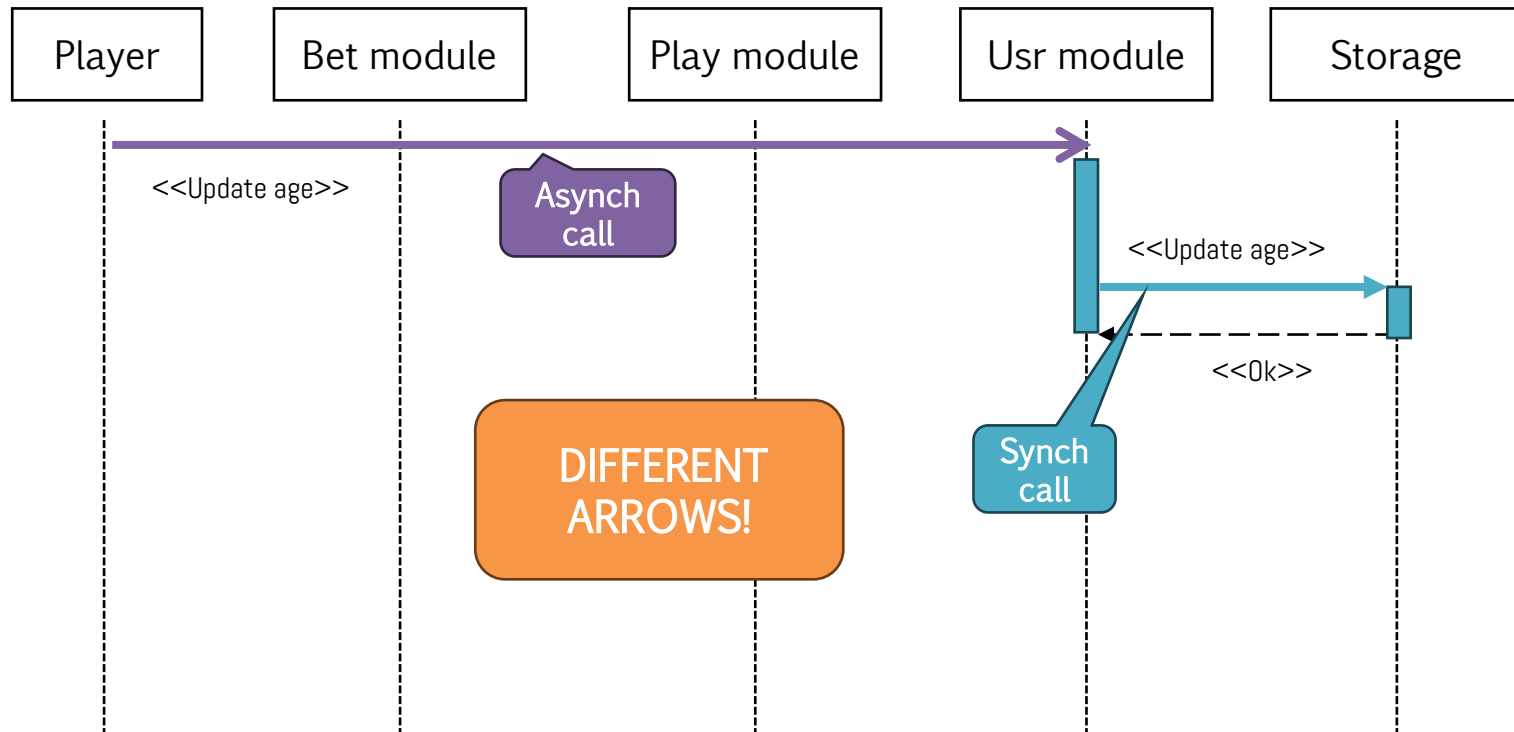 Player
Bet module
Play module
Usr module
Storage
<<Update age>>
Asynch
call
<<Update age>>
<<Ok>>
DIFFERENT
ARROWS!
Synch
call